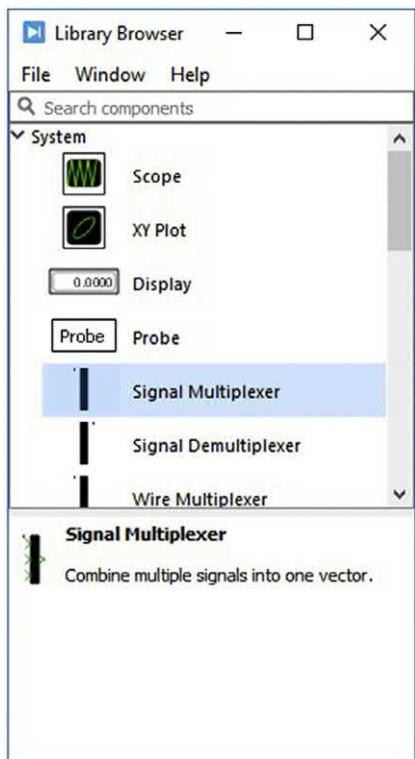 Library Browser
File Window Help
Search components
System
Scope
XY Plot
0.0000 Display
Probe Probe
Signal Multiplexer
Signal Demultiplexer
Wire Multiplexer
Signal Multiplexer
Combine multiple signals into one vector.